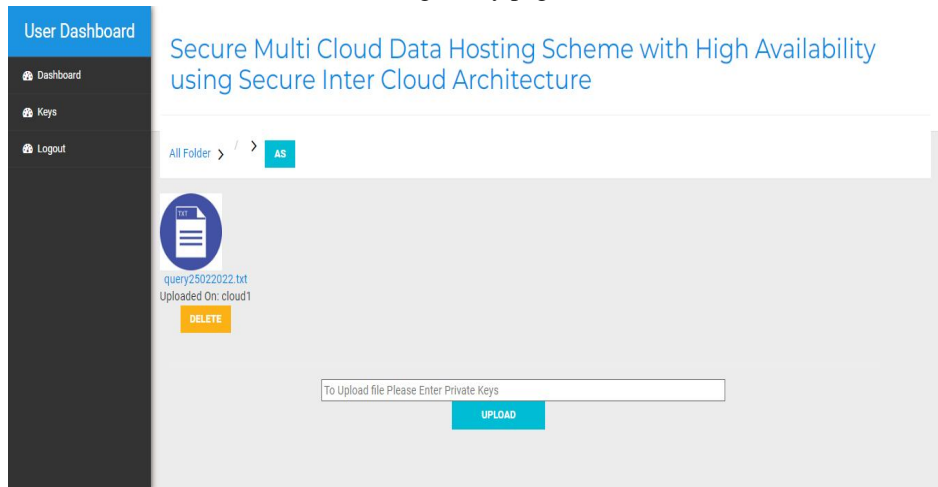 User Dashboard
Dashboard
Keys
Logout
Secure Multi Cloud Data Hosting Scheme with High Availability
using Secure Inter Cloud Architecture
All Folder > / > AS
TXT
query25022022.txt
Uploaded On: cloud1
DELETE
To Upload file Please Enter Private Keys
UPLOAD